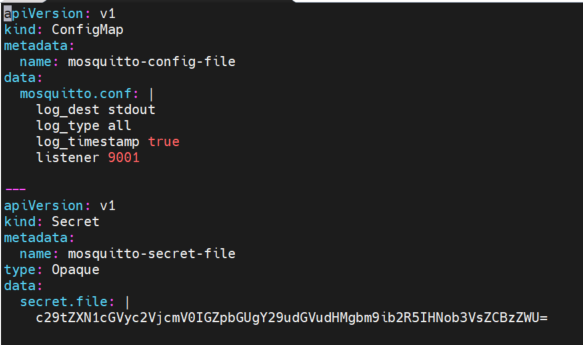 apiVersion: v1
kind: ConfigMap
metadata:
  name: mosquitto-config-file
data:
  mosquitto.conf: |
    log_dest stdout
    log_type all
    log_timestamp true
    listener 9001

---
apiVersion: v1
kind: Secret
metadata:
  name: mosquitto-secret-file
type: Opaque
data:
  secret.file: |
    c29tZXN1cGVyc2VjcmV0IGZpbGUgY29udGVudHMgbm9ib2R5IHNob3VsZCBzZWU=